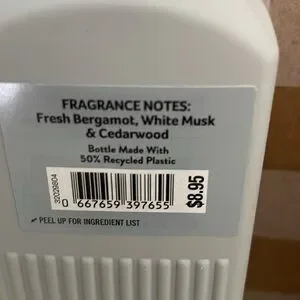 FRAGRANCE NOTES:
Fresh Bergamot, White Musk
& Cedarwood
Bottle Made With
50% Recycled Plastic
32029804
0 667659 397655
$8.95
PEEL UP FOR INGREDIENT LIST